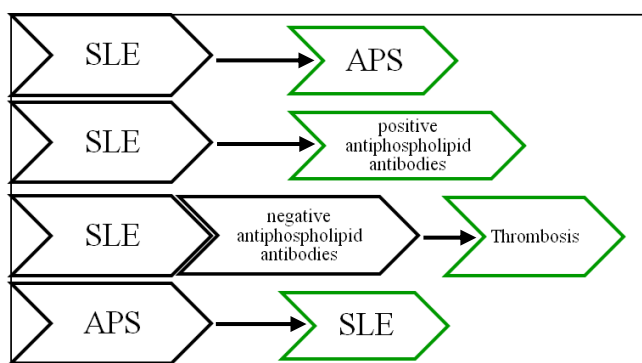 SLE
APS
SLE
positive
antiphospholipid
antibodies
SLE
negative
antiphospholipid
antibodies
Thrombosis
APS
SLE